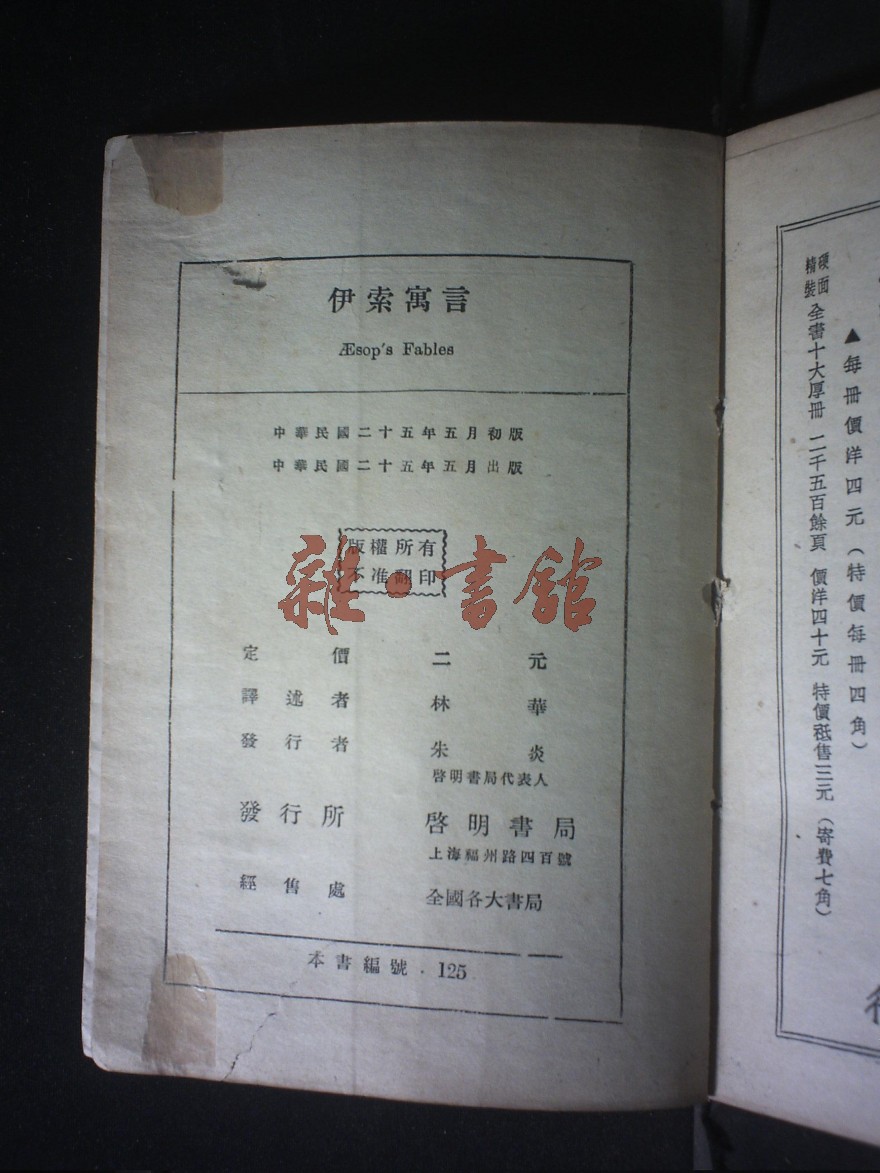 伊索寓言
Æsop's Fables
中華民國二十五年五月初版
中華民國二十五年五月出版
版權所有
不准翻印
雜·書館
定價 二元
譯述者 林華
發行者 朱炎
啓明書局代表人
發行所 啓明書局
上海福州路四百號
經售處 全國各大書局
本書編號·125
▲每冊價洋四元（特價每冊四角）
硬面精裝 全書十大厚冊 二千五百餘頁 價洋四十元 特價祗售三元（寄費七角）